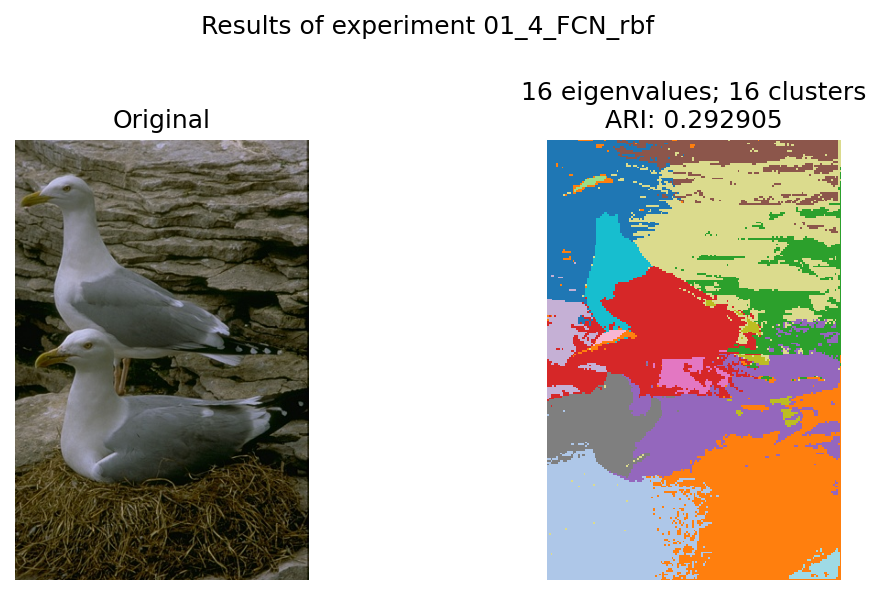 Results of experiment 01_4_FCN_rbf
Original
16 eigenvalues; 16 clusters
ARI: 0.292905